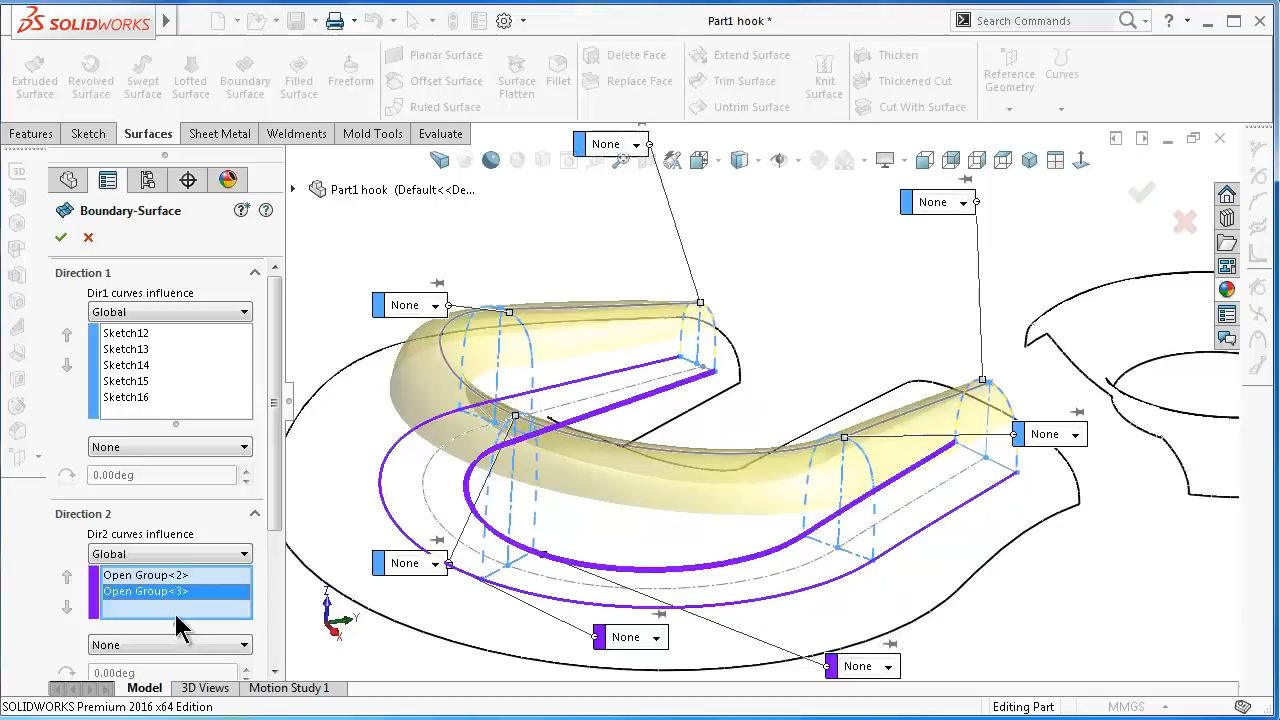 SOLIDWORKS
Part1 hook *
Search Commands
?
Extruded Surface
Revolved Surface
Swept Surface
Lofted Surface
Boundary Surface
Filled Surface
Freeform
Planar Surface
Offset Surface
Ruled Surface
Surface Flatten
Fillet
Delete Face
Replace Face
Extend Surface
Trim Surface
Untrim Surface
Knit Surface
Thicken
Thickened Cut
Cut With Surface
Reference Geometry
Curves
Features
Sketch
Surfaces
Sheet Metal
Weldments
Mold Tools
Evaluate
3D
Part1 hook (Default<<De...
Boundary-Surface
Direction 1
Dir1 curves influence
Global
Sketch12
Sketch13
Sketch14
Sketch15
Sketch16
None
0.00deg
Direction 2
Dir2 curves influence
Global
Open Group<2>
Open Group<3>
None
0.00deg
None
None
None
None
None
None
None
Z
Y
X
Model
3D Views
Motion Study 1
SOLIDWORKS Premium 2016 x64 Edition
Editing Part
MMGS